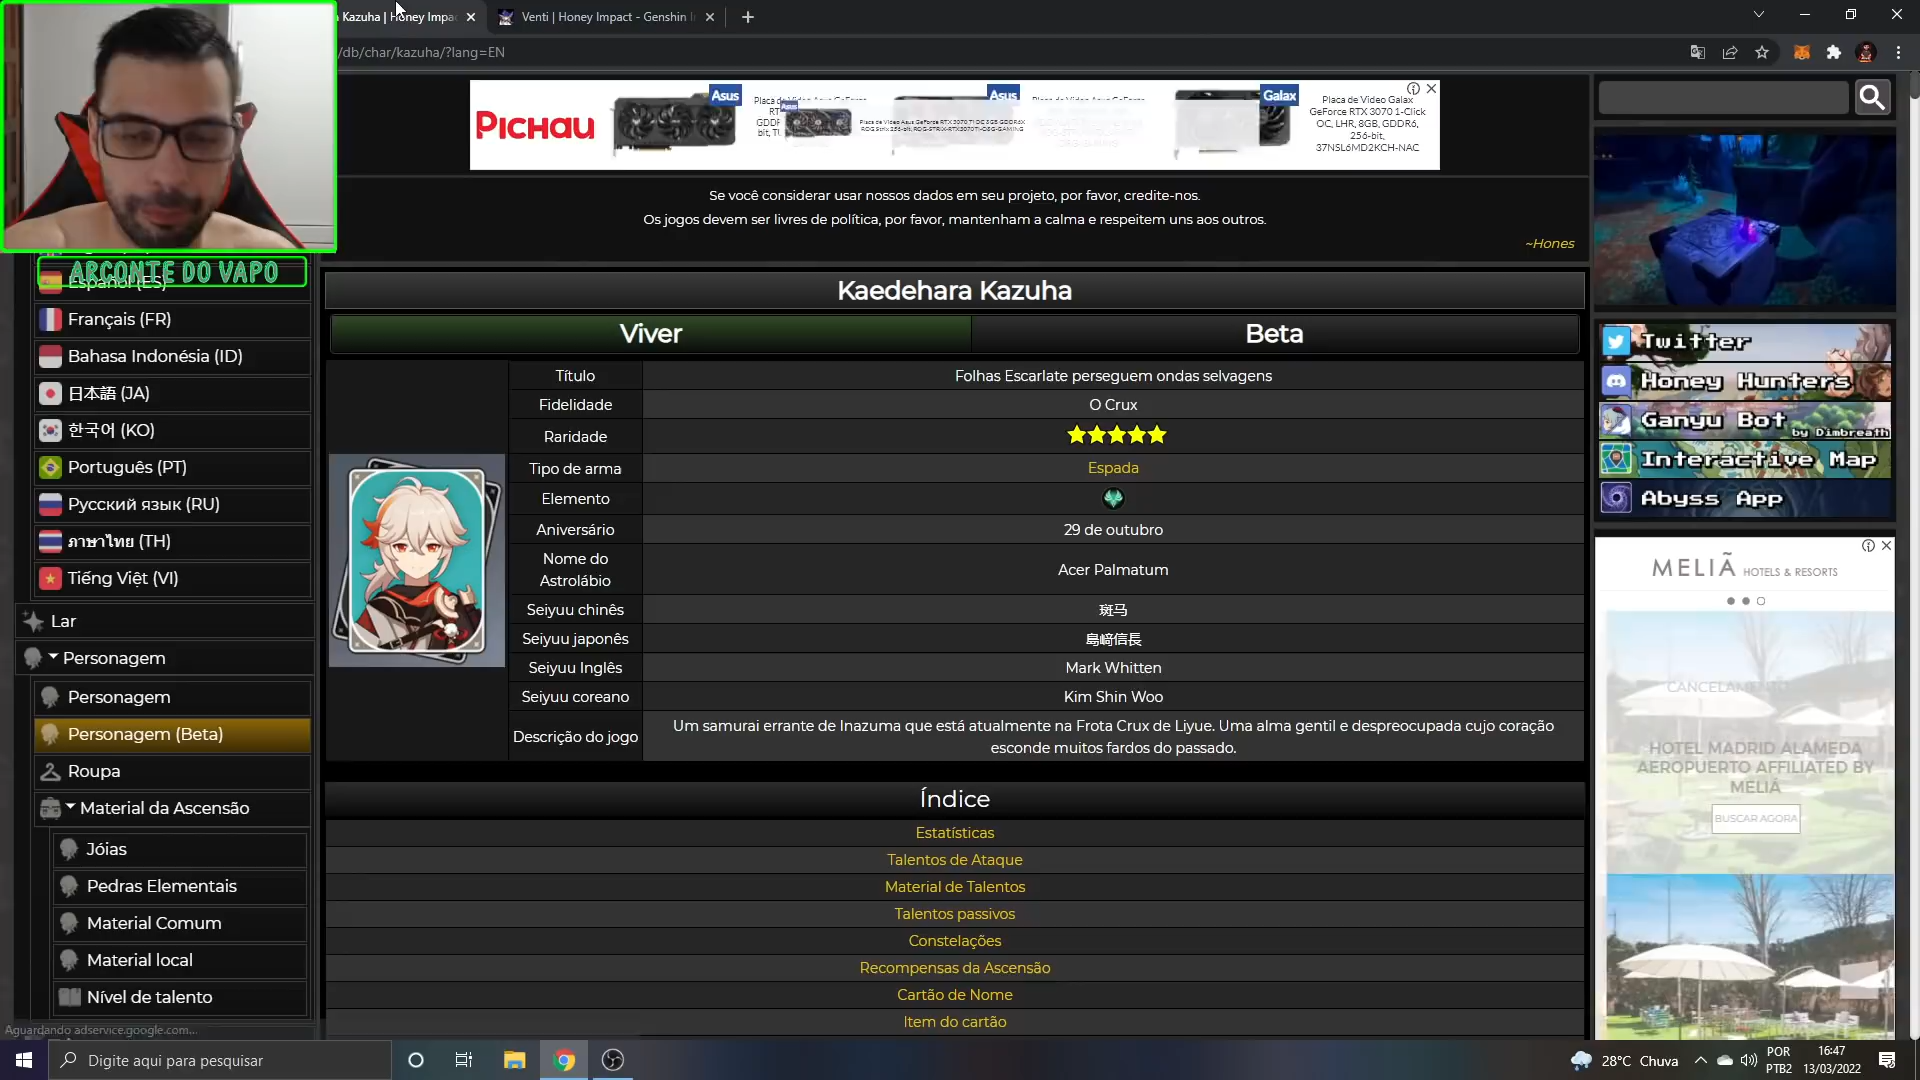 Kazuha | Honey Impac
Venti | Honey Impact - Genshin I
/db/char/kazuha/?lang=EN
PICHAU
Asus
Asus
Asus
Galax
Placa de Video Galax
GeForce RTX 3070 1-Click
OC, LHR, 8GB, GDDR6,
256-bit,
37NSL6MD2KCH-NAC
Se você considerar usar nossos dados em seu projeto, por favor, credite-nos.
Os jogos devem ser livres de política, por favor, mantenham a calma e respeitem uns aos outros.
~Hones
ARCONTE DO VAPO
Español (ES)
Français (FR)
Bahasa Indonésia (ID)
日本語 (JA)
한국어 (KO)
Português (PT)
Русский язык (RU)
ภาษาไทย (TH)
Tiếng Việt (VI)
Lar
Personagem
Personagem
Personagem (Beta)
Roupa
Material da Ascensão
Jóias
Pedras Elementais
Material Comum
Material local
Nível de talento
Aguardando adservice.google.com...
Kaedehara Kazuha
Viver
Beta
Título
Folhas Escarlate perseguem ondas selvagens
Fidelidade
O Crux
Raridade
Tipo de arma
Espada
Elemento
Aniversário
29 de outubro
Nome do
Astrolábio
Acer Palmatum
Seiyuu chinês
斑马
Seiyuu japonês
島﨑信長
Seiyuu Inglês
Mark Whitten
Seiyuu coreano
Kim Shin Woo
Descrição do jogo
Um samurai errante de Inazuma que está atualmente na Frota Crux de Liyue. Uma alma gentil e despreocupada cujo coração
esconde muitos fardos do passado.
Índice
Estatísticas
Talentos de Ataque
Material de Talentos
Talentos passivos
Constelações
Recompensas da Ascensão
Cartão de Nome
Item do cartão
Twitter
Honey Hunters
Ganyu Bot
by Dimbreath
Interactive Map
Abyss App
MELIÃ HOTELS & RESORTS
HOTEL MADRID ALAMEDA
AEROPUERTO AFFILIATED BY
MELIÁ
BUSCAR AGORA
Digite aqui para pesquisar
28°C Chuva
POR
PTB2
16:47
13/03/2022